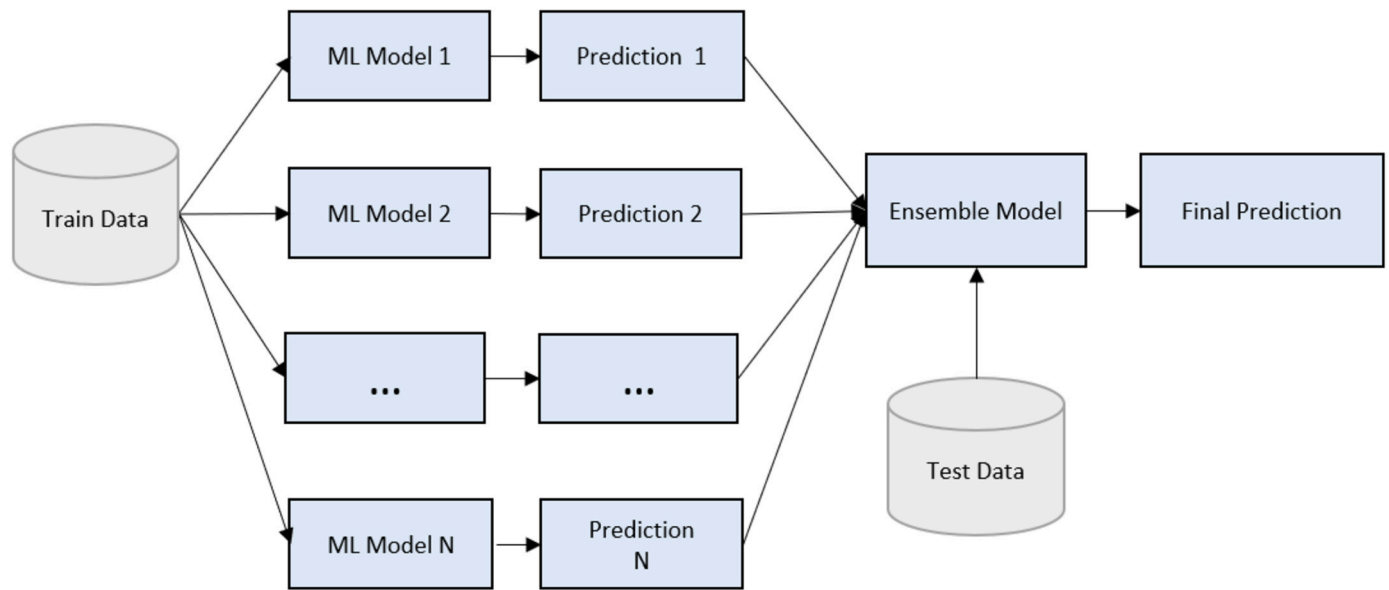 ML Model 1
Prediction  1
Train Data
ML Model 2
Prediction 2
Ensemble Model
Final Prediction
...
...
Test Data
ML Model N
Prediction
N